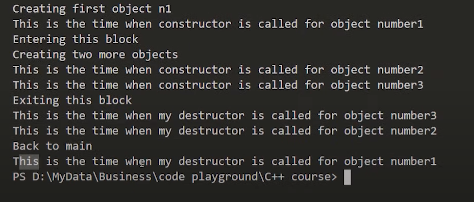 Creating first object n1
This is the time when constructor is called for object number1
Entering this block
Creating two more objects
This is the time when constructor is called for object number2
This is the time when constructor is called for object number3
Exiting this block
This is the time when my destructor is called for object number3
This is the time when my destructor is called for object number2
Back to main
This is the time when my destructor is called for object number1
PS D:\MyData\Business\code playground\C++ course>